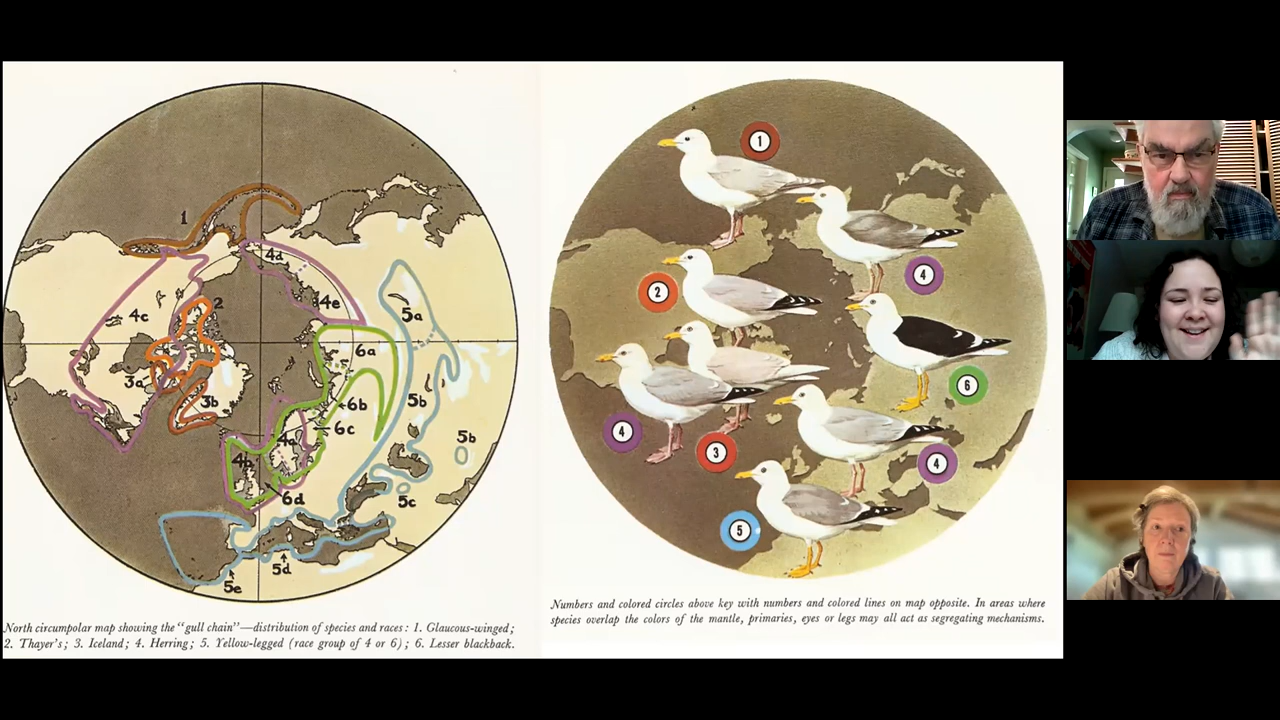 1
2
4d
4e
4c
5a
6a
3a
3b
6b
5b
6c
4a
5b
4b
6d
5c
5d
5e
North circumpolar map showing the "gull chain"—distribution of species and races: 1. Glaucous-winged;
2. Thayer's; 3. Iceland; 4. Herring; 5. Yellow-legged (race group of 4 or 6); 6. Lesser blackback.
1
4
2
6
4
3
4
5
Numbers and colored circles above key with numbers and colored lines on map opposite. In areas where
species overlap the colors of the mantle, primaries, eyes or legs may all act as segregating mechanisms.